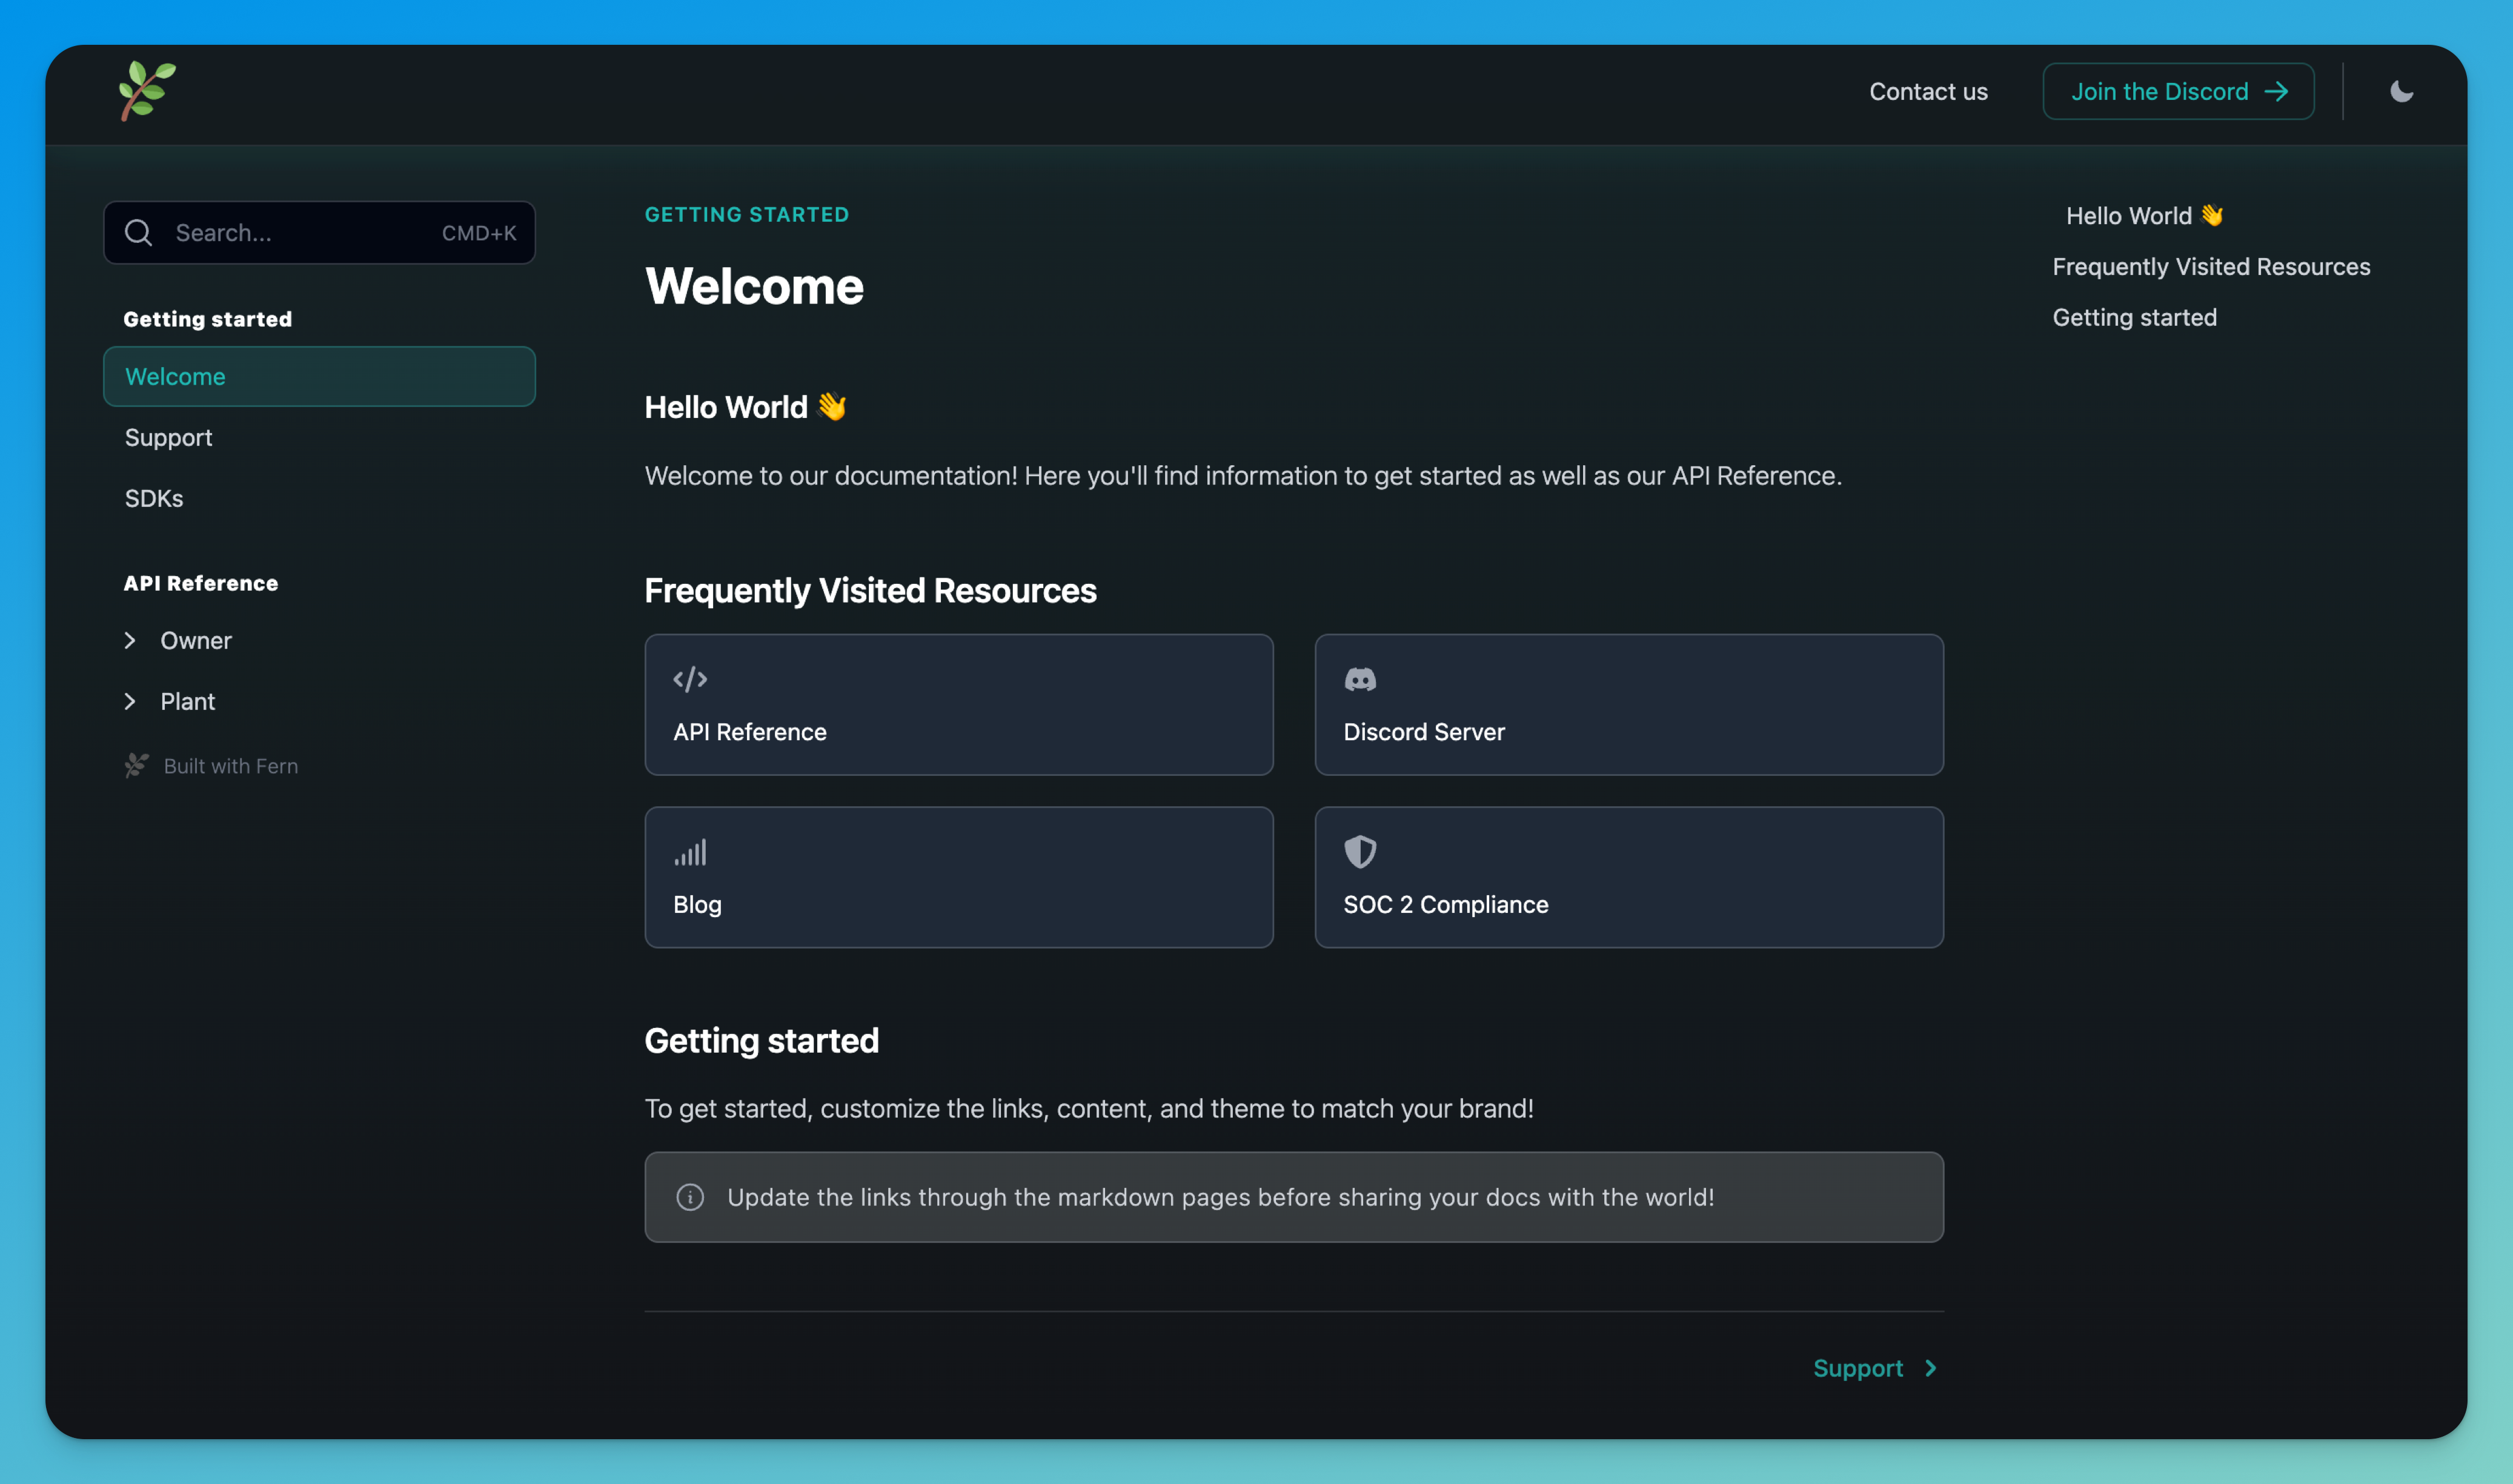 Contact us
Join the Discord →
Search...
CMD+K
Getting started
Welcome
Support
SDKs
API Reference
Owner
Plant
Built with Fern
GETTING STARTED
Welcome
Hello World 👋
Welcome to our documentation! Here you'll find information to get started as well as our API Reference.
Frequently Visited Resources
API Reference
Discord Server
Blog
SOC 2 Compliance
Getting started
To get started, customize the links, content, and theme to match your brand!
Update the links through the markdown pages before sharing your docs with the world!
Support
Hello World 👋
Frequently Visited Resources
Getting started